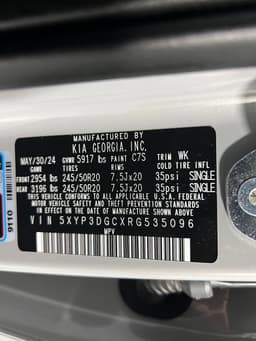 MANUFACTURED BY
KIA GEORGIA, INC.
MAY/30/24 GVWR 5917 lbs PAINT C7S TRIM WK
GAWR TIRES RIMS COLD TIRE INFL
FRONT 2954 lbs 245/50R20 7.5Jx20 35psi SINGLE
REAR 3196 lbs 245/50R20 7.5Jx20 35psi SINGLE
THIS VEHICLE CONFORMS TO ALL APPLICABLE U.S.A. FEDERAL
MOTOR VEHICLE SAFETY AND THEFT PREVENTION STANDARDS IN
EFFECT ON THE DATE OF MANUFACTURE SHOWN ABOVE.
VIN 5XYP3DGCXRG535096
MPV
9110